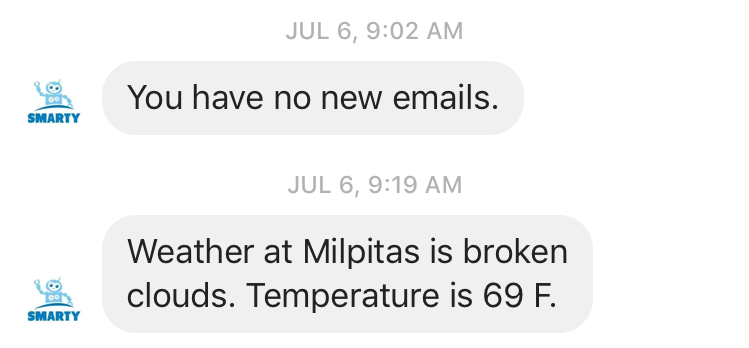 JUL 6, 9:02 AM
You have no new emails.
SMARTY
JUL 6, 9:19 AM
Weather at Milpitas is broken
clouds. Temperature is 69 F.
SMARTY